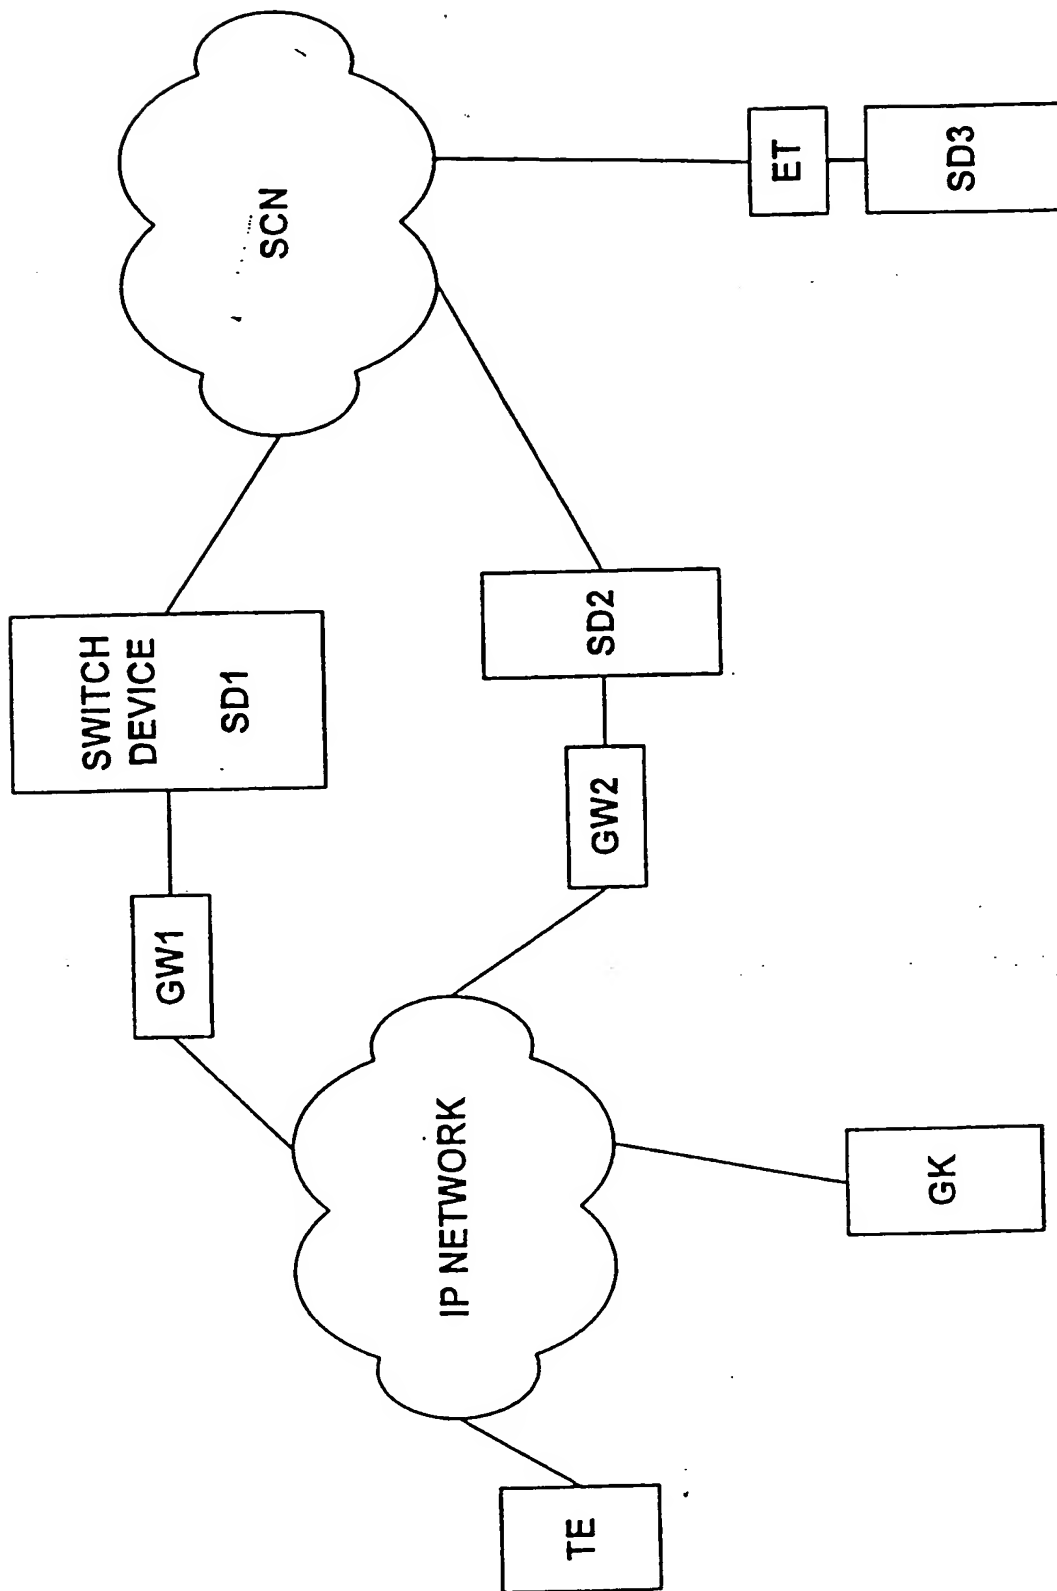 SWITCH
DEVICE
SD1
SCN
GW1
SD2
GW2
IP NETWORK
TE
GK
ET
SD3